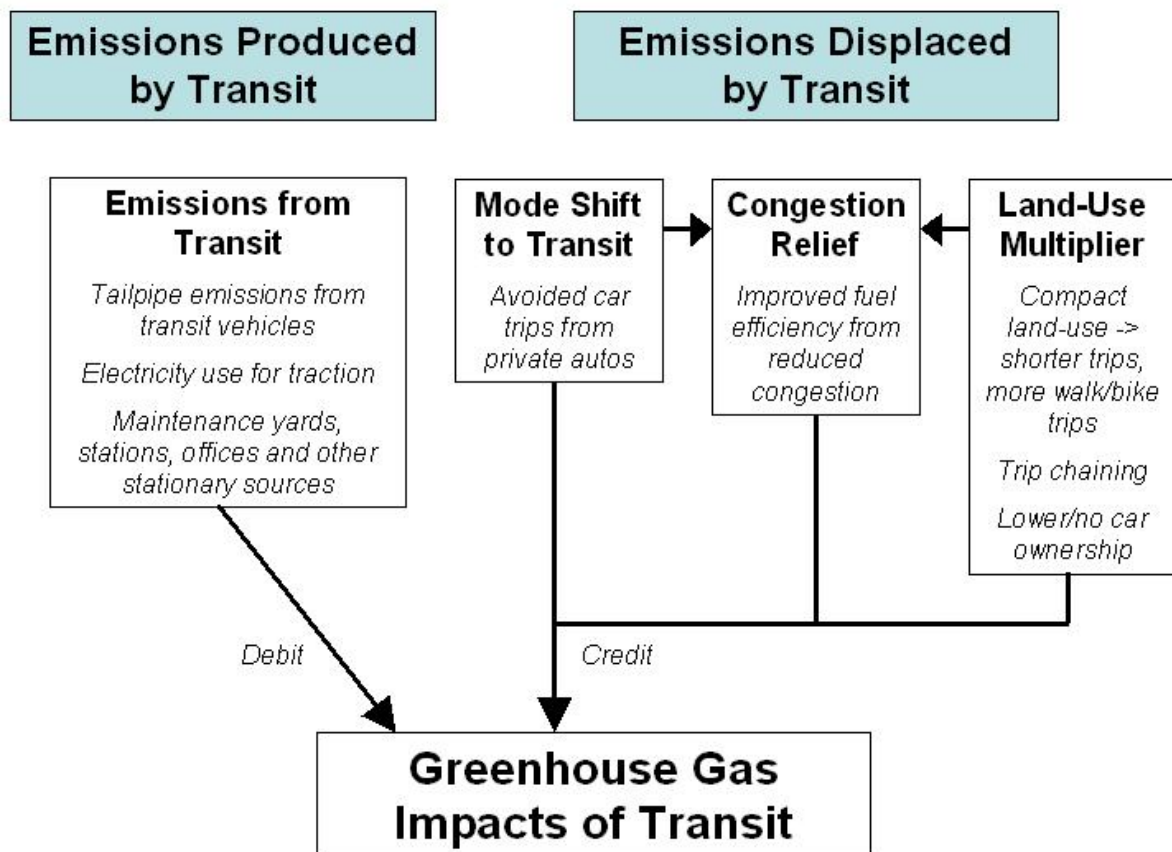 Emissions Produced
by Transit
Emissions Displaced
by Transit
Emissions from
Transit
Tailpipe emissions from
transit vehicles
Electricity use for traction
Maintenance yards,
stations, offices and other
stationary sources
Mode Shift
to Transit
Avoided car
trips from
private autos
Congestion
Relief
Improved fuel
efficiency from
reduced
congestion
Land-Use
Multiplier
Compact
land-use ->
shorter trips,
more walk/bike
trips
Trip chaining
Lower/no car
ownership
Debit
Credit
Greenhouse Gas
Impacts of Transit